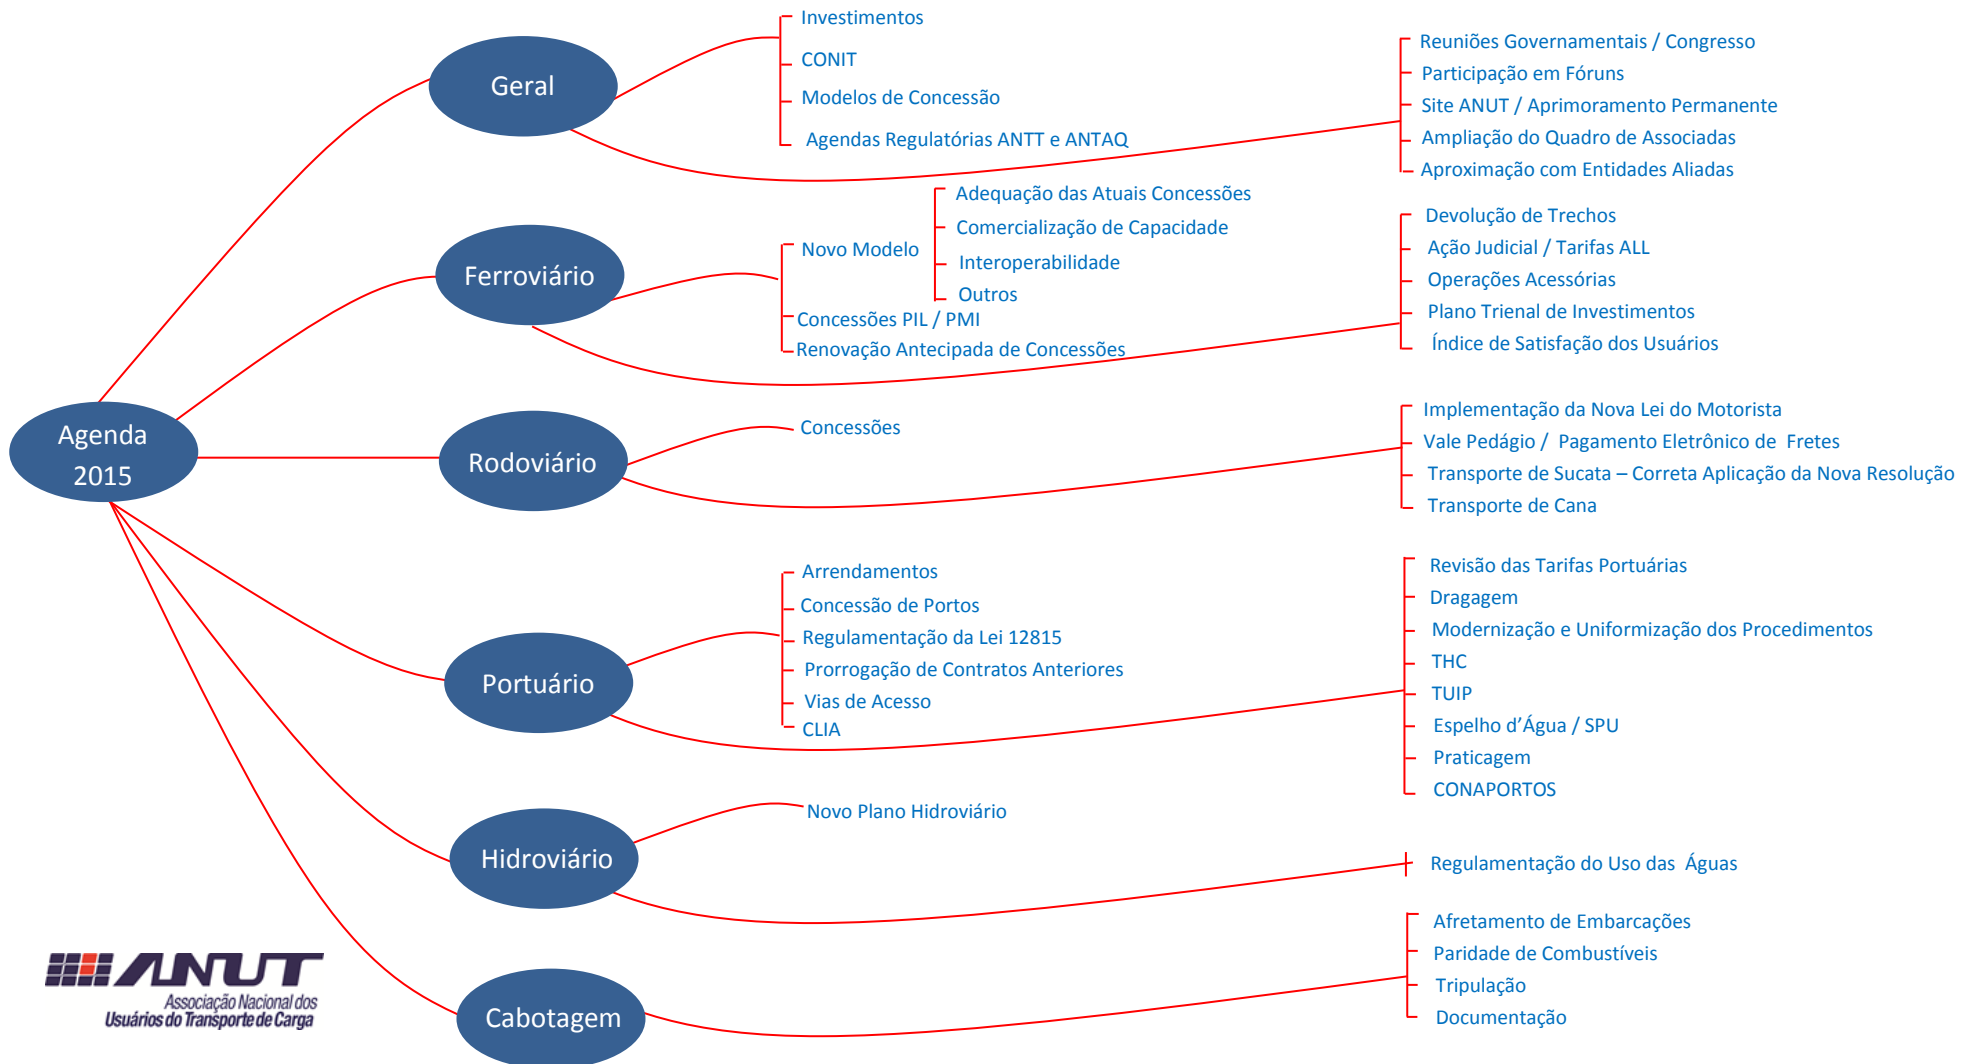 Agenda
2015
Geral
Investimentos
CONIT
Modelos de Concessão
Agendas Regulatórias ANTT e ANTAQ
Reuniões Governamentais / Congresso
Participação em Fóruns
Site ANUT / Aprimoramento Permanente
Ampliação do Quadro de Associadas
Aproximação com Entidades Aliadas
Ferroviário
Novo Modelo
Adequação das Atuais Concessões
Comercialização de Capacidade
Interoperabilidade
Outros
Concessões PIL / PMI
Renovação Antecipada de Concessões
Devolução de Trechos
Ação Judicial / Tarifas ALL
Operações Acessórias
Plano Trienal de Investimentos
Índice de Satisfação dos Usuários
Rodoviário
Concessões
Implementação da Nova Lei do Motorista
Vale Pedágio / Pagamento Eletrônico de Fretes
Transporte de Sucata – Correta Aplicação da Nova Resolução
Transporte de Cana
Portuário
Arrendamentos
Concessão de Portos
Regulamentação da Lei 12815
Prorrogação de Contratos Anteriores
Vias de Acesso
CLIA
Revisão das Tarifas Portuárias
Dragagem
Modernização e Uniformização dos Procedimentos
THC
TUIP
Espelho d’Água / SPU
Praticagem
CONAPORTOS
Hidroviário
Novo Plano Hidroviário
Regulamentação do Uso das Águas
Cabotagem
Afretamento de Embarcações
Paridade de Combustíveis
Tripulação
Documentação
ANUT
Associação Nacional dos
Usuários do Transporte de Carga